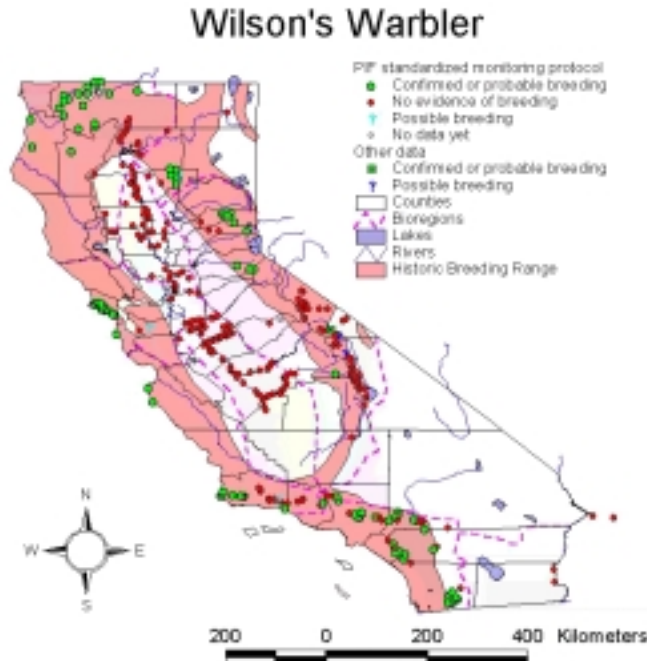 Wilson's Warbler
PIF standardized monitoring protocol
Confirmed or probable breeding
No evidence of breeding
Possible breeding
No data yet
Other data
Confirmed or probable breeding
Possible breeding
Counties
Bioregions
Lakes
Rivers
Historic Breeding Range
N
W E
S
200 0 200 400 Kilometers